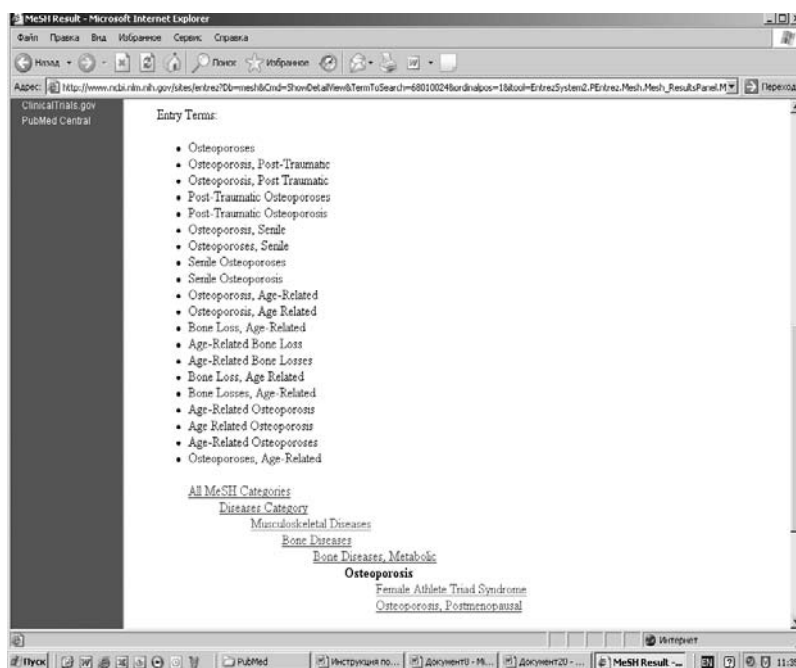 MeSH Result - Microsoft Internet Explorer
Файл Правка Вид Избранное Сервис Справка
Назад Поиск Избранное
Адрес: http://www.ncbi.nlm.nih.gov/sites/entrez?Db=mesh&Cmd=ShowDetailView&TermToSearch=68010024&ordinalpos=1&itool=EntrezSystem2.PEntrez.Mesh.Mesh_ResultsPanel.M Переход
ClinicalTrials.gov
PubMed Central
Entry Terms:
• Osteoporoses
• Osteoporosis, Post-Traumatic
• Osteoporosis, Post Traumatic
• Post-Traumatic Osteoporoses
• Post-Traumatic Osteoporosis
• Osteoporosis, Senile
• Osteoporoses, Senile
• Senile Osteoporoses
• Senile Osteoporosis
• Osteoporosis, Age-Related
• Osteoporosis, Age Related
• Bone Loss, Age-Related
• Age-Related Bone Loss
• Age-Related Bone Losses
• Bone Loss, Age Related
• Bone Losses, Age-Related
• Age-Related Osteoporosis
• Age Related Osteoporosis
• Age-Related Osteoporoses
• Osteoporoses, Age-Related
All MeSH Categories
Diseases Category
Musculoskeletal Diseases
Bone Diseases
Bone Diseases, Metabolic
Osteoporosis
Female Athlete Triad Syndrome
Osteoporosis, Postmenopausal
Интернет
Пуск PubMed Инструкция по... Документ8 - Mi... Документ20 - ... MeSH Result -... EN